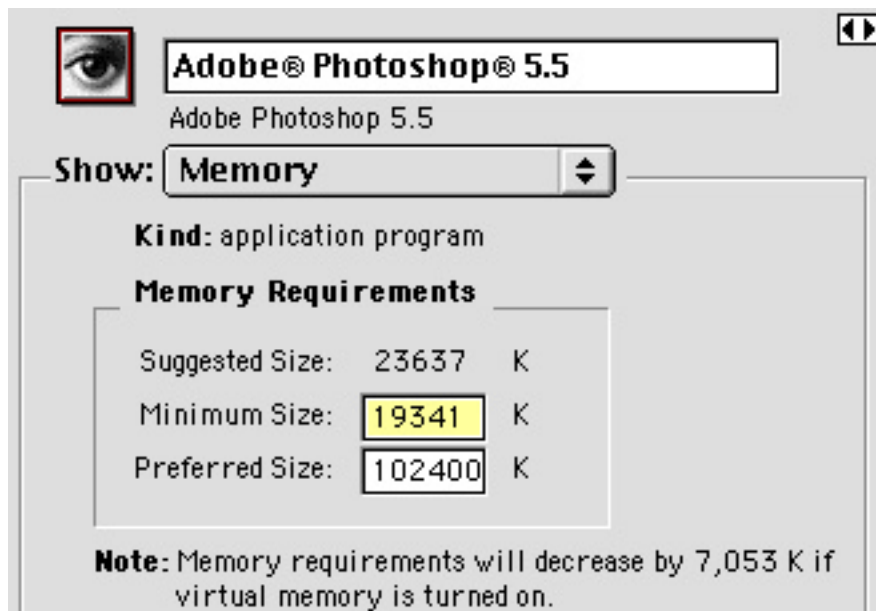 Adobe® Photoshop® 5.5
Adobe Photoshop 5.5
Show: Memory
Kind: application program
Memory Requirements
Suggested Size: 23637 K
Minimum Size: 19341 K
Preferred Size: 102400 K
Note: Memory requirements will decrease by 7,053 K if
virtual memory is turned on.